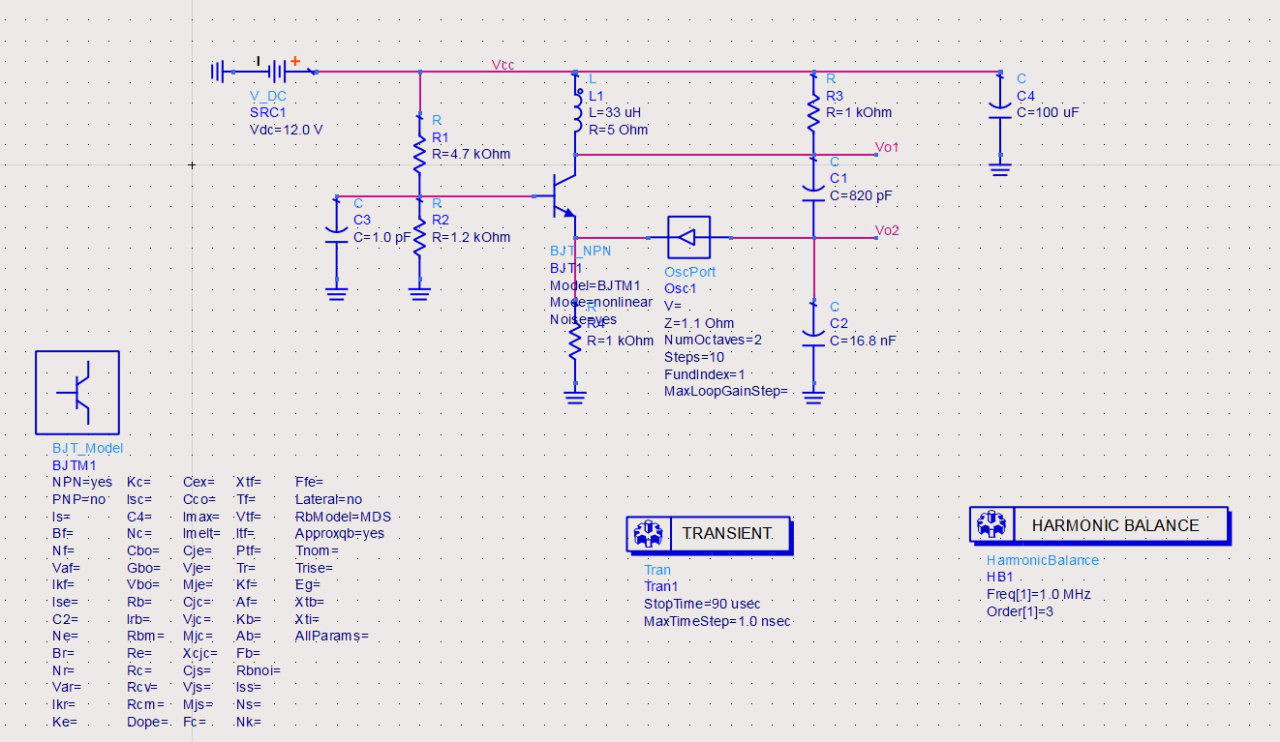 Vcc
V_DC
SRC1
Vdc=12.0 V
R
R1
R=4.7 kOhm
L
L1
L=33 uH
R=5 Ohm
R
R3
R=1 kOhm
C
C4
C=100 uF
Vo1
C
C1
C=820 pF
C
C3
C=1.0 pF
R
R2
R=1.2 kOhm
Vo2
BJT_NPN
BJT1
Model=BJTM1
Mode=nonlinear
Noise=yes
R
R4
R=1 kOhm
OscPort
Osc1
V=
Z=1.1 Ohm
NumOctaves=2
Steps=10
FundIndex=1
MaxLoopGainStep=
C
C2
C=16.8 nF
BJT_Model
BJTM1
NPN=yes Kc= Cex= Xtf= Ffe=
PNP=no Isc= Cco= Tf= Lateral=no
Is= C4= Imax= Vtf= RbModel=MDS
Bf= Nc= Imelt= Itf= Approxqb=yes
Nf= Cbo= Cje= Ptf= Tnom=
Vaf= Gbo= Vje= Tr= Trise=
Ikf= Vbo= Mje= Kf= Eg=
Ise= Rb= Cjc= Af= Xtb=
C2= Irb= Vjc= Kb= Xti=
Ne= Rbm= Mjc= Ab= AllParams=
Br= Re= Xcjc= Fb=
Nr= Rc= Cjs= Rbnoi=
Var= Rcv= Vjs= Iss=
Ikr= Rcm= Mjs= Ns=
Ke= Dope= Fc= Nk=
TRANSIENT
Tran
Tran1
StopTime=90 usec
MaxTimeStep=1.0 nsec
HARMONIC BALANCE
HarmonicBalance
HB1
Freq[1]=1.0 MHz
Order[1]=3